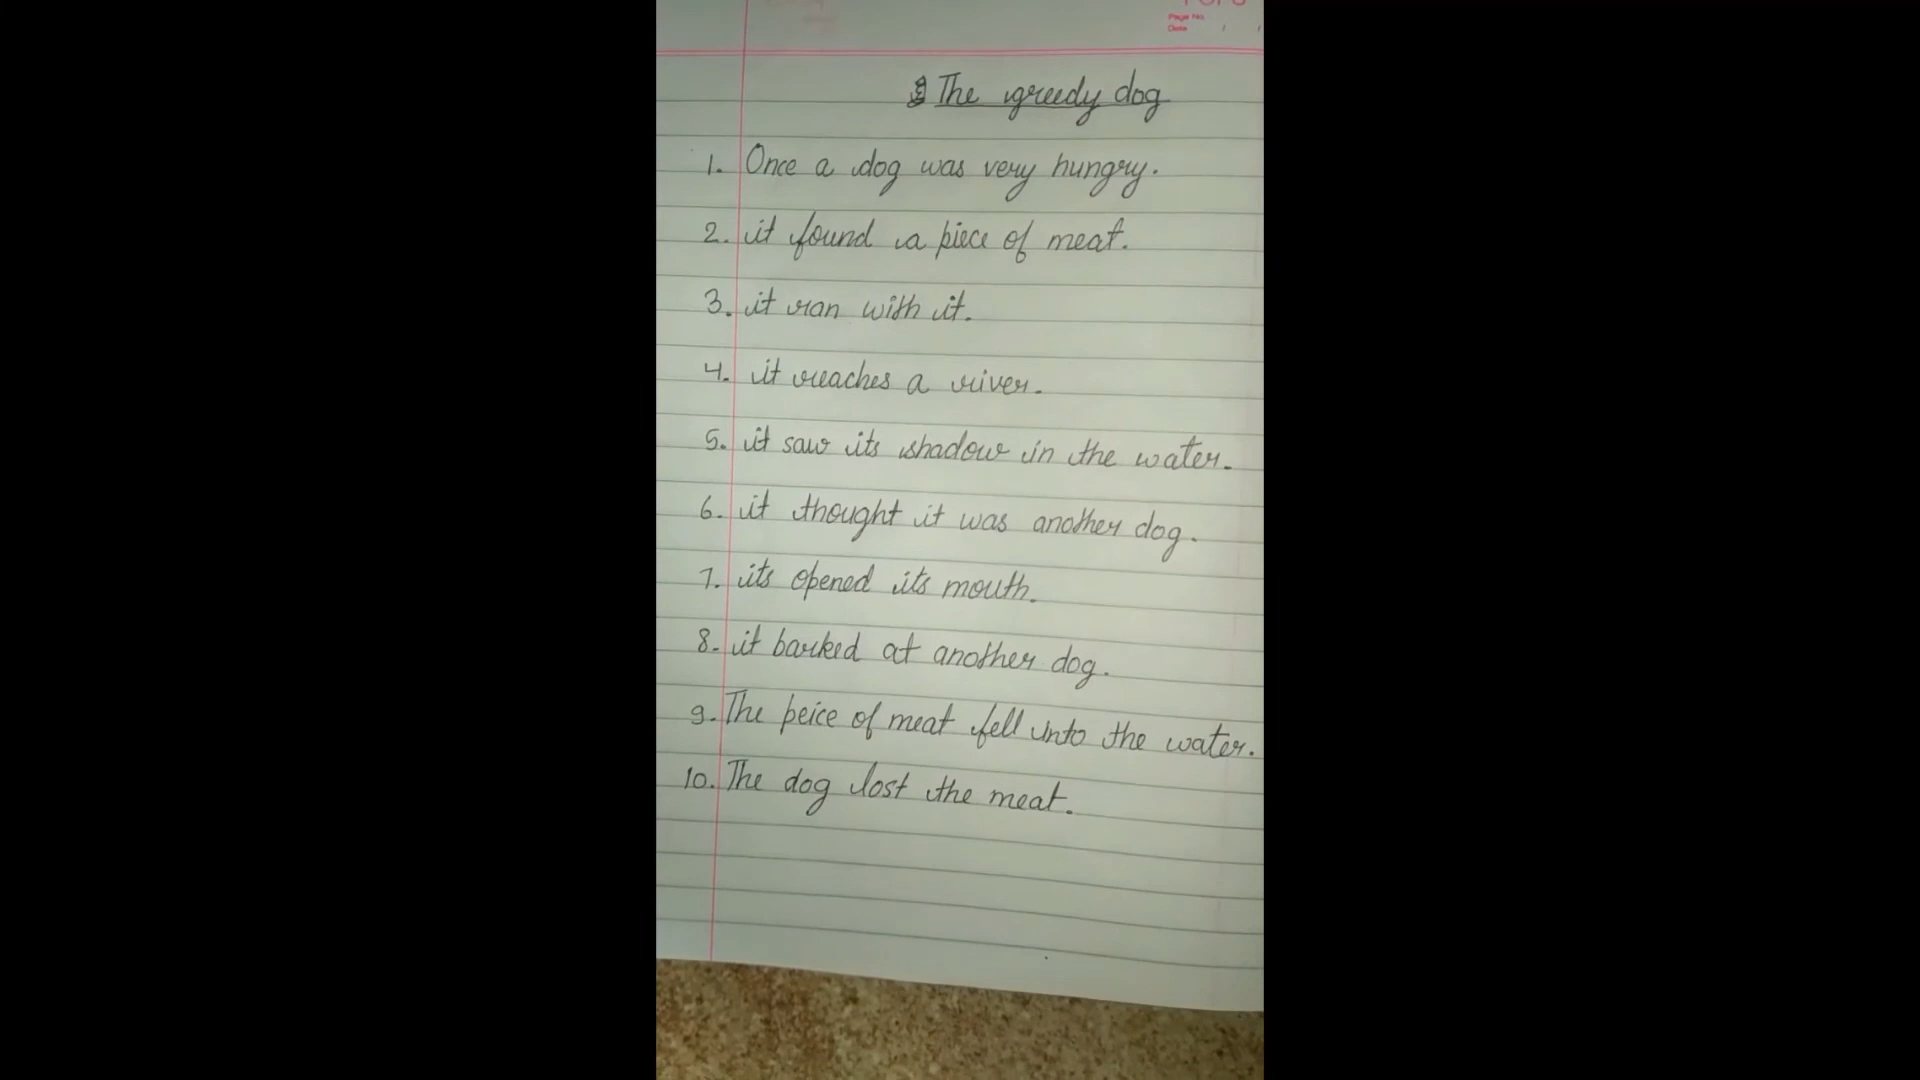 Page No.
Date / /
The greedy dog
1. Once a dog was very hungry.
2. it found a piece of meat.
3. it ran with it.
4. it reaches a river.
5. it saw its shadow in the water.
6. it thought it was another dog.
7. its opened its mouth.
8. it barked at another dog.
9. The peice of meat fell into the water.
10. The dog lost the meat.